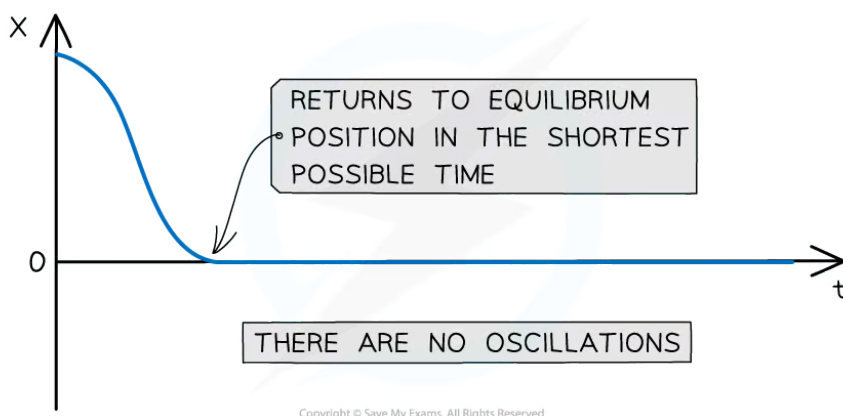 X
RETURNS TO EQUILIBRIUM
POSITION IN THE SHORTEST
POSSIBLE TIME
0
t
THERE ARE NO OSCILLATIONS
Copyright © Save My Exams. All Rights Reserved